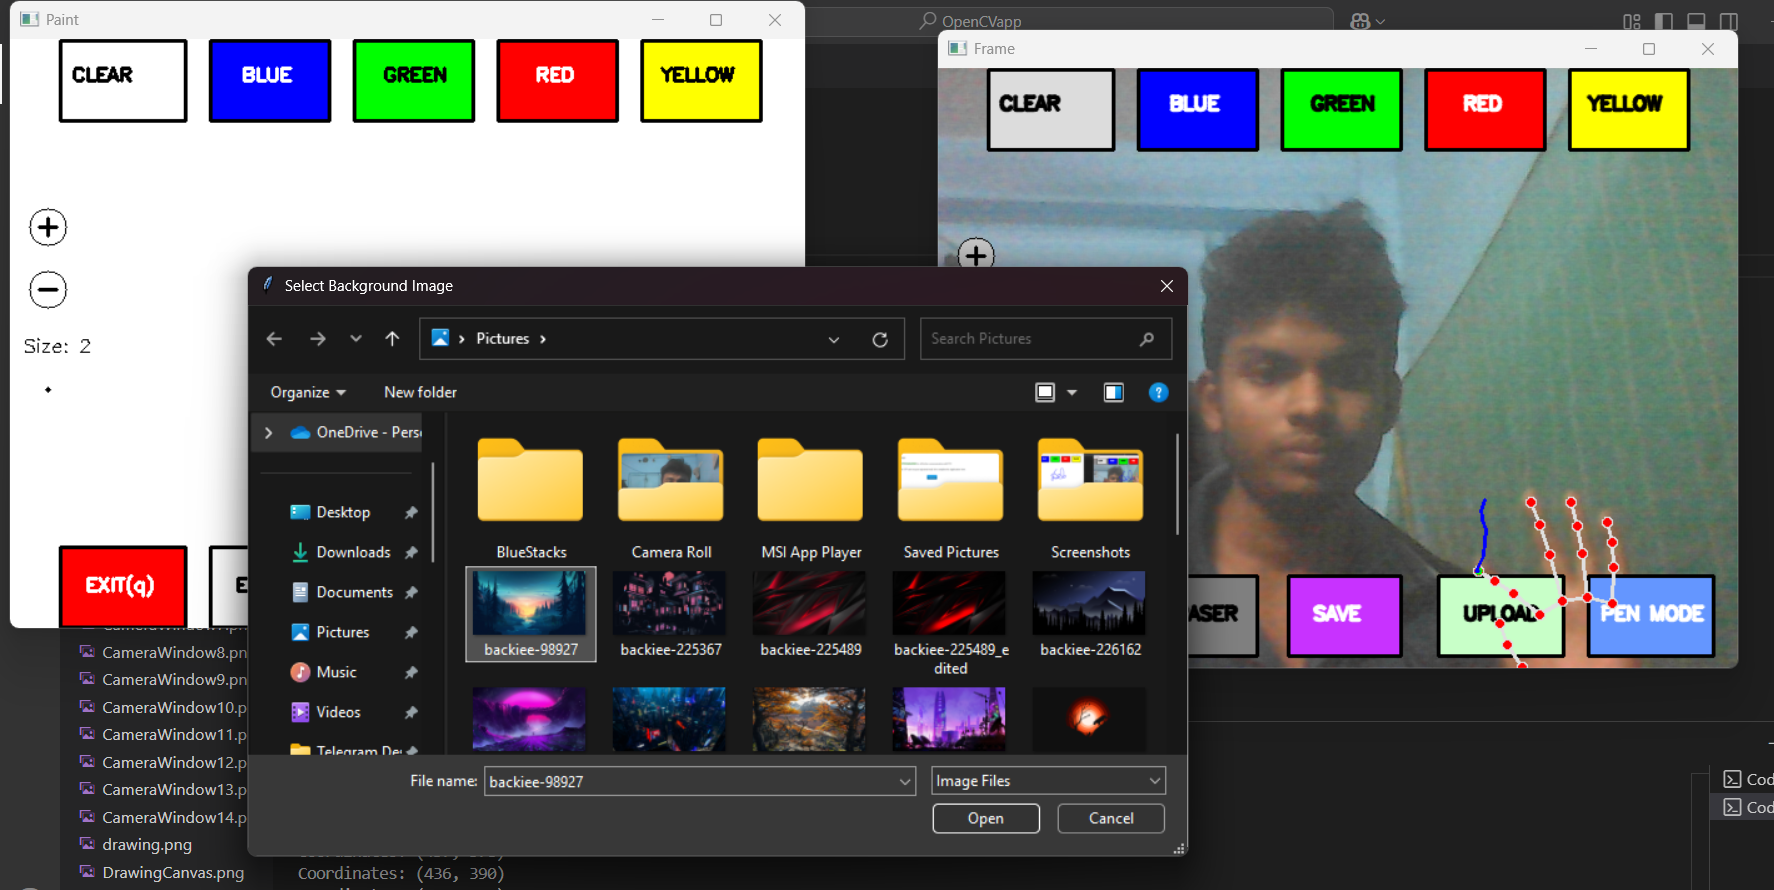 Paint
OpenCVapp
Frame
CLEAR
BLUE
GREEN
RED
YELLOW
CLEAR
BLUE
GREEN
RED
YELLOW
Size: 2
Select Background Image
Pictures
Search Pictures
Organize
New folder
OneDrive - Pers
Desktop
Downloads
Documents
Pictures
Music
Videos
Telegram De
BlueStacks
Camera Roll
MSI App Player
Saved Pictures
Screenshots
backiee-98927
backiee-225367
backiee-225489
backiee-225489_e
dited
backiee-226162
File name:
backiee-98927
Image Files
Open
Cancel
EXIT(q)
E
ASER
SAVE
UPLOAD
PEN MODE
CameraWindow8.pn
CameraWindow9.pn
CameraWindow10.p
CameraWindow11.p
CameraWindow12.p
CameraWindow13.p
CameraWindow14.p
drawing.png
DrawingCanvas.png
Coordinates: (436, 390)
Cod
Cod